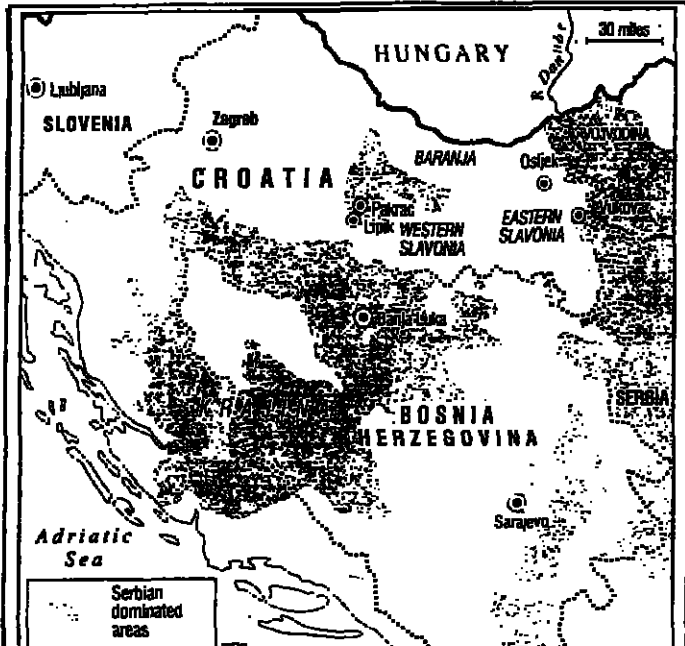 HUNGARY
R Danube
30 miles
Ljubljana
SLOVENIA
Zagreb
CROATIA
BARANJA
VOJVODINA
Osijek
Pakrac
Lipik
WESTERN
SLAVONIA
EASTERN
SLAVONIA
Vukovar
Banja Luka
KRAJINA
BOSNIA
HERZEGOVINA
SERBIA
Sarajevo
Adriatic
Sea
Serbian
dominated
areas